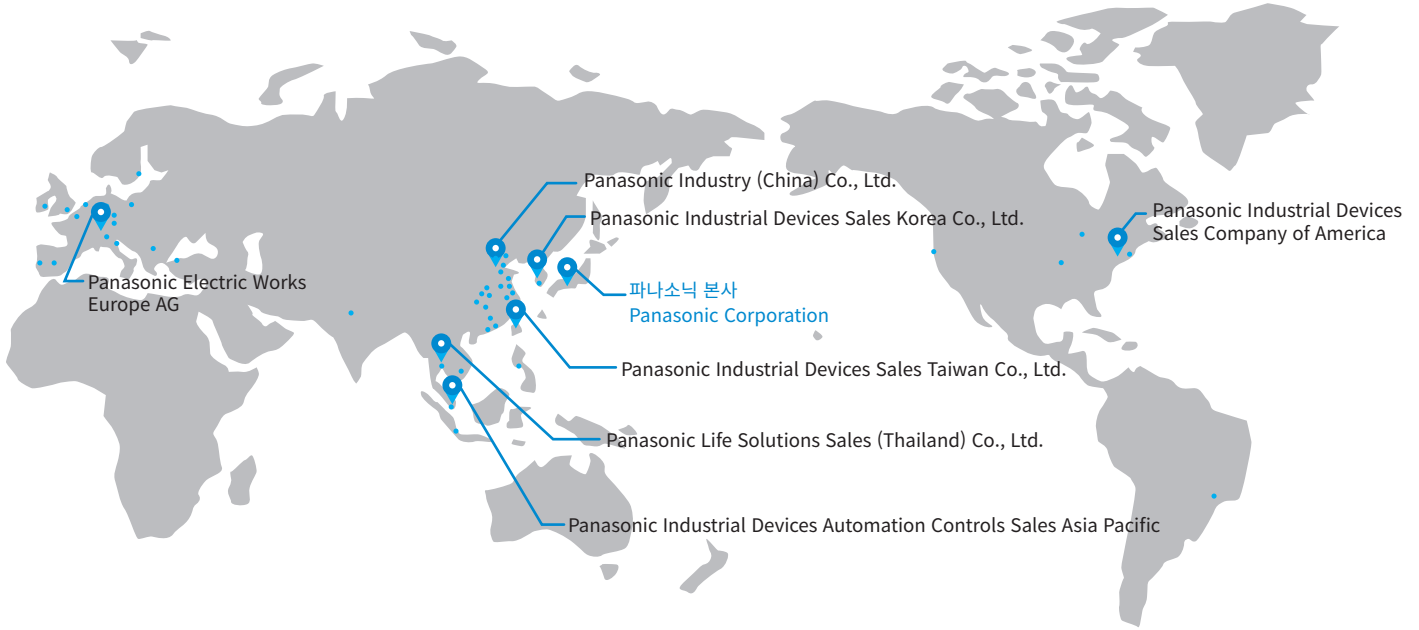 Panasonic Industry (China) Co., Ltd.
Panasonic Industrial Devices Sales Korea Co., Ltd.
Panasonic Industrial Devices
Sales Company of America
Panasonic Electric Works
Europe AG
파나소닉 본사
Panasonic Corporation
Panasonic Industrial Devices Sales Taiwan Co., Ltd.
Panasonic Life Solutions Sales (Thailand) Co., Ltd.
Panasonic Industrial Devices Automation Controls Sales Asia Pacific